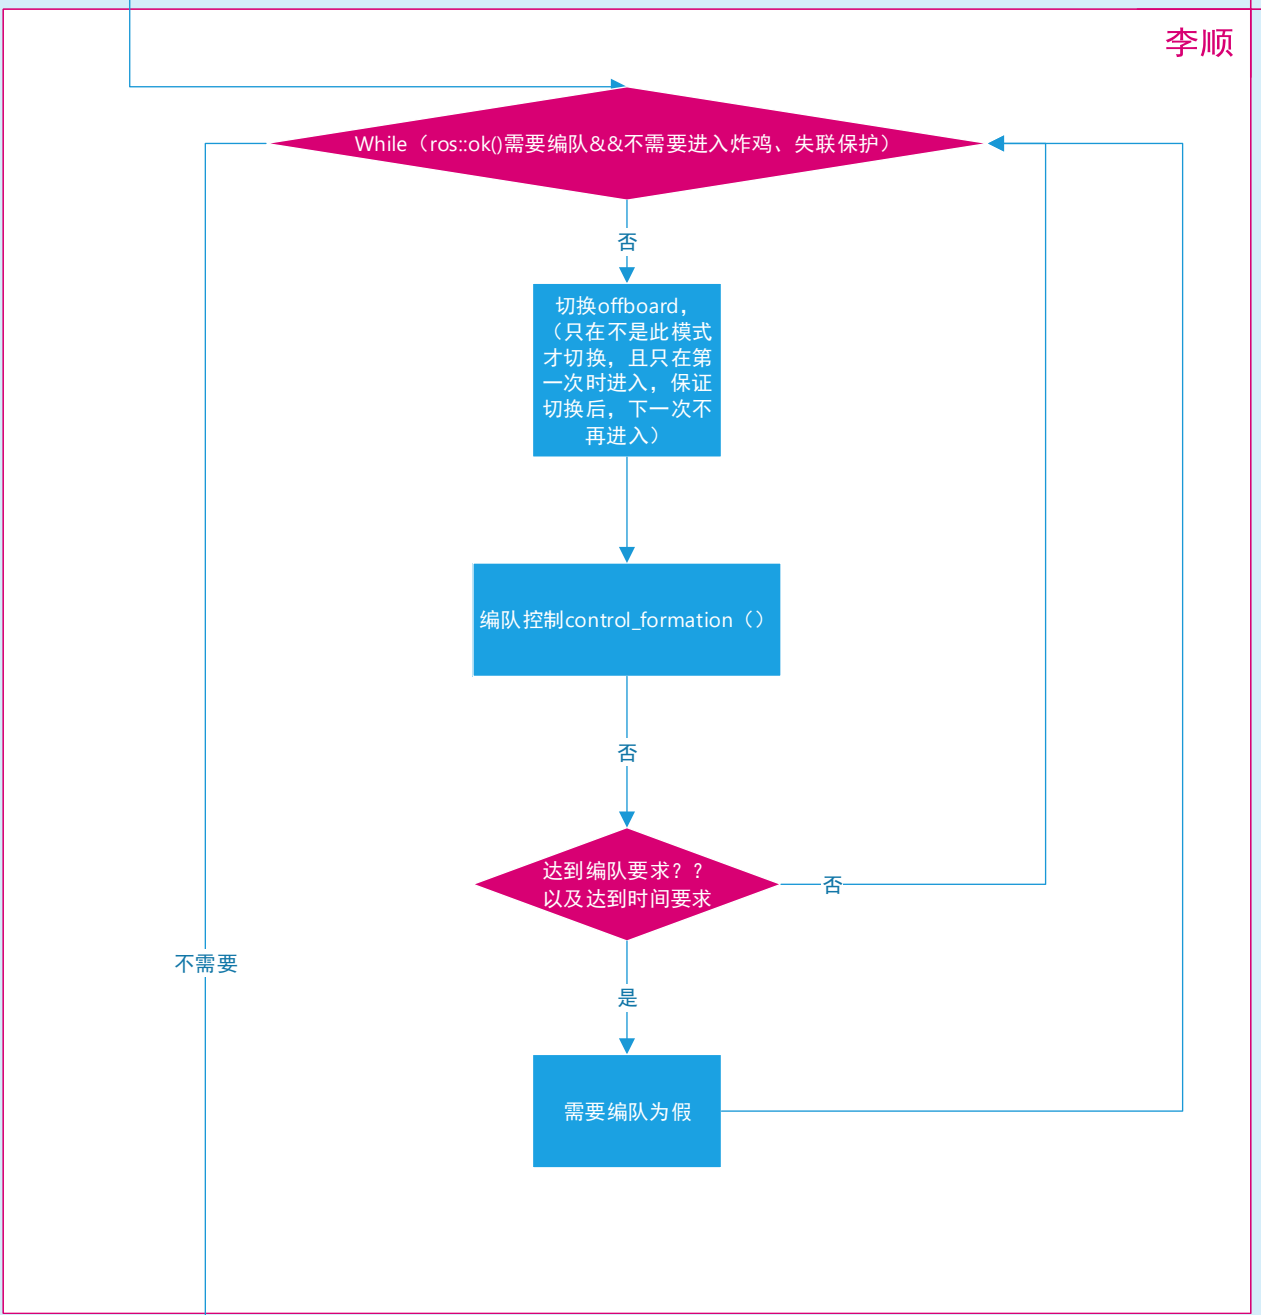 李顺
While（ros::ok()需要编队&&不需要进入炸鸡、失联保护）
否
切换offboard，
（只在不是此模式
才切换，且只在第
一次时进入，保证
切换后，下一次不
再进入）
编队控制control_formation（）
否
达到编队要求？？
以及达到时间要求
否
不需要
是
需要编队为假